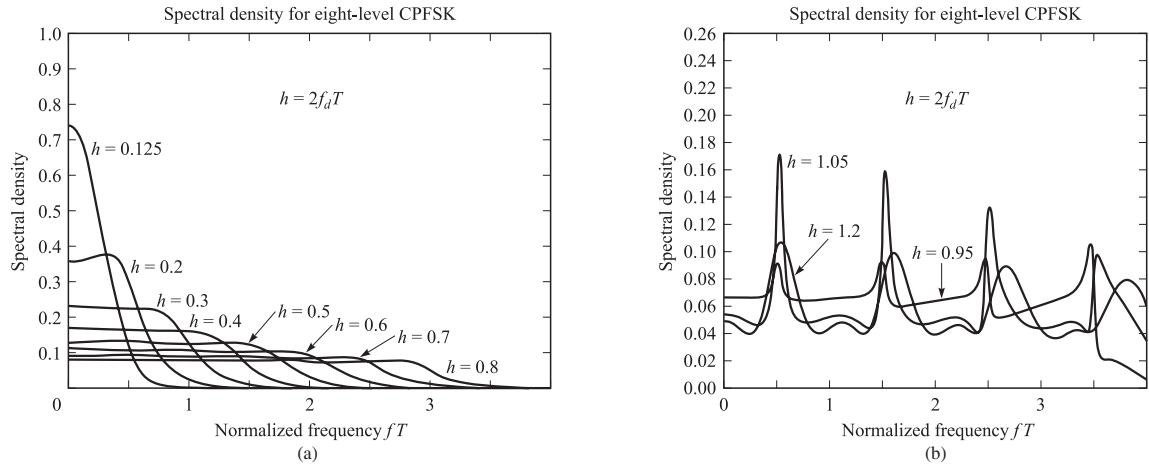 Spectral density for eight-level CPFSK
1.0
0.9
0.8
0.7
0.6
0.5
0.4
0.3
0.2
0.1
Spectral density
h = 2f_dT
h = 0.125
h = 0.2
h = 0.3
h = 0.4
h = 0.5
h = 0.6
h = 0.7
h = 0.8
0 1 2 3
Normalized frequency f T
(a)
Spectral density for eight-level CPFSK
0.26
0.24
0.22
0.20
0.18
0.16
0.14
0.12
0.10
0.08
0.06
0.04
0.02
0.00
Spectral density
h = 2f_dT
h = 1.05
h = 1.2
h = 0.95
0 1 2 3
Normalized frequency f T
(b)